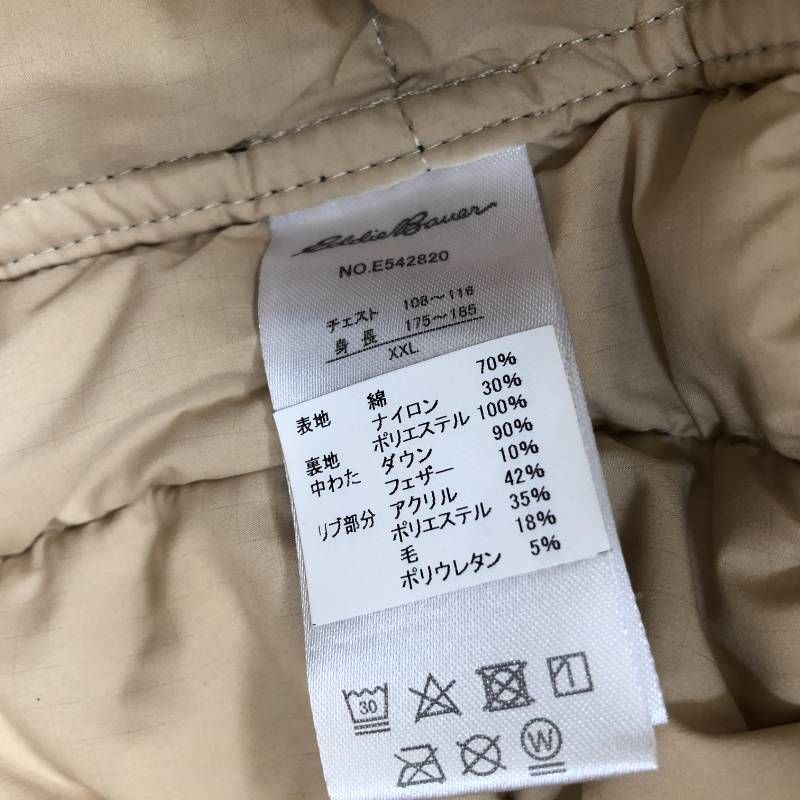 Eddie Bauer
NO.E542820
チェスト 108～116
身長 175～185
XXL
表地 綿 70%
ナイロン 30%
裏地 ポリエステル 100%
中わた ダウン 90%
フェザー 10%
リブ部分 アクリル 42%
ポリエステル 35%
毛 18%
ポリウレタン 5%
30
1
W